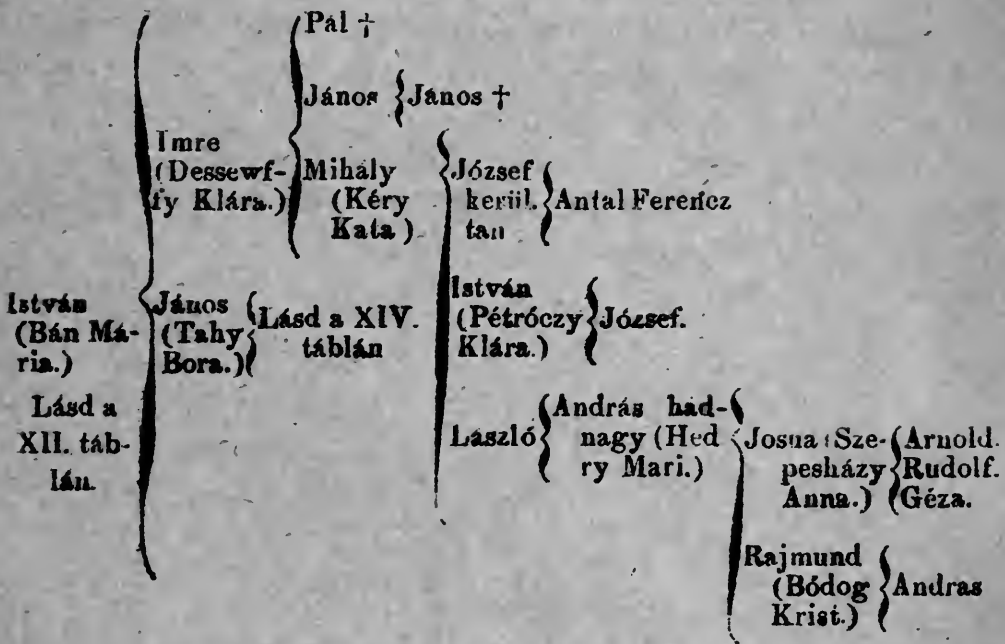 Pál †
János {János †
Imre
(Dessewf-
fy Klára.)
Mihály
(Kéry
Kata)
József
kerül.
tan
{Antal Ferencz
István
(Bán Má-
ria.)
Lásd a
XII. táb-
lán.
János
(Tahy
Bora.)
{Lásd a XIV.
táblán
István
(Pétróczy
Klára.)
{József.
László
{András had-
nagy (Hed
ry Mari.)
Josua (Sze-
pesházy
Anna.)
{Arnold.
Rudolf.
Géza.
Rajmund
(Bódog
Krist.)
{Andras